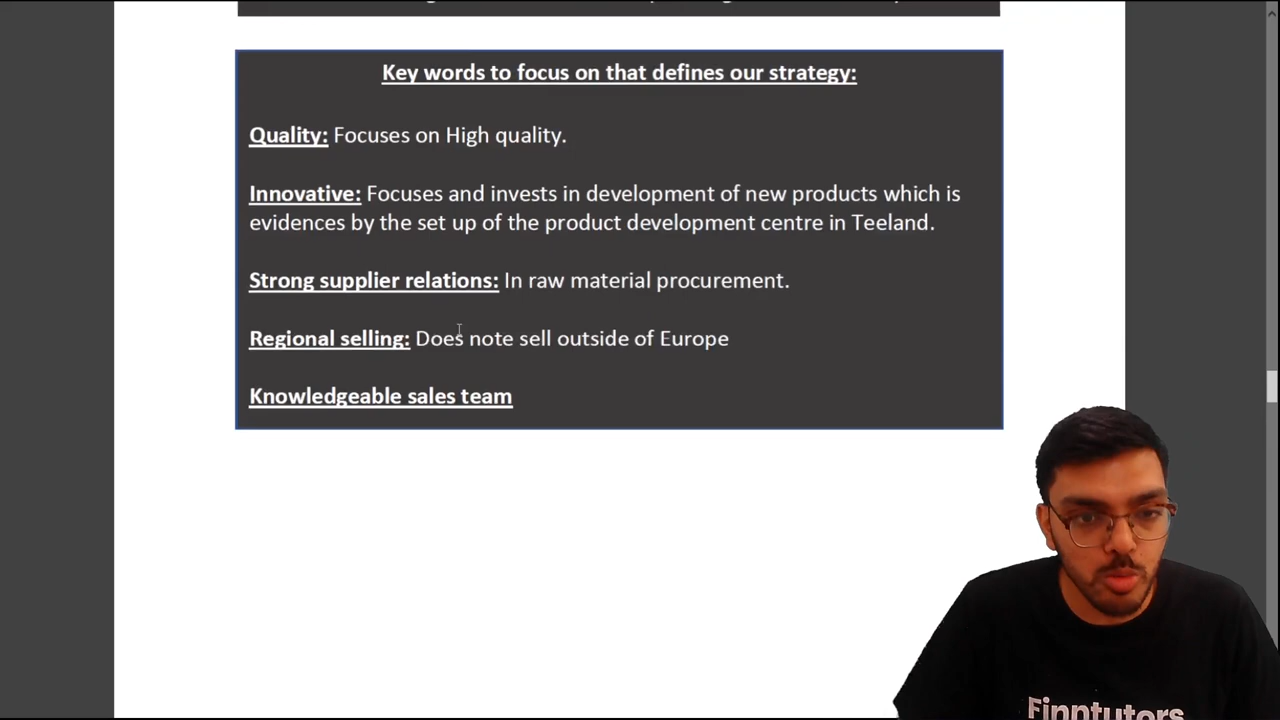 Key words to focus on that defines our strategy:
Quality: Focuses on High quality.
Innovative: Focuses and invests in development of new products which is
evidences by the set up of the product development centre in Teeland.
Strong supplier relations: In raw material procurement.
Regional selling: Does note sell outside of Europe
Knowledgeable sales team
Finntutors